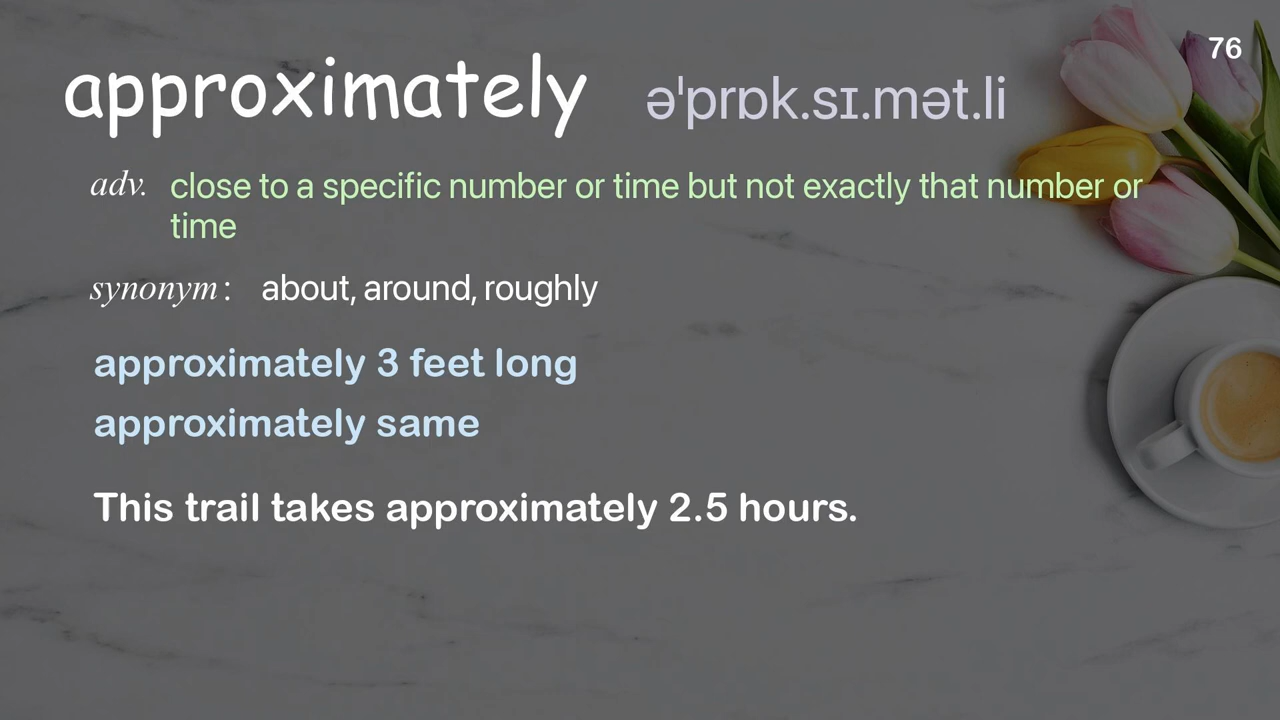 76
approximately əˈprɒk.sɪ.mət.li
adv. close to a specific number or time but not exactly that number or
time
synonym: about, around, roughly
approximately 3 feet long
approximately same
This trail takes approximately 2.5 hours.